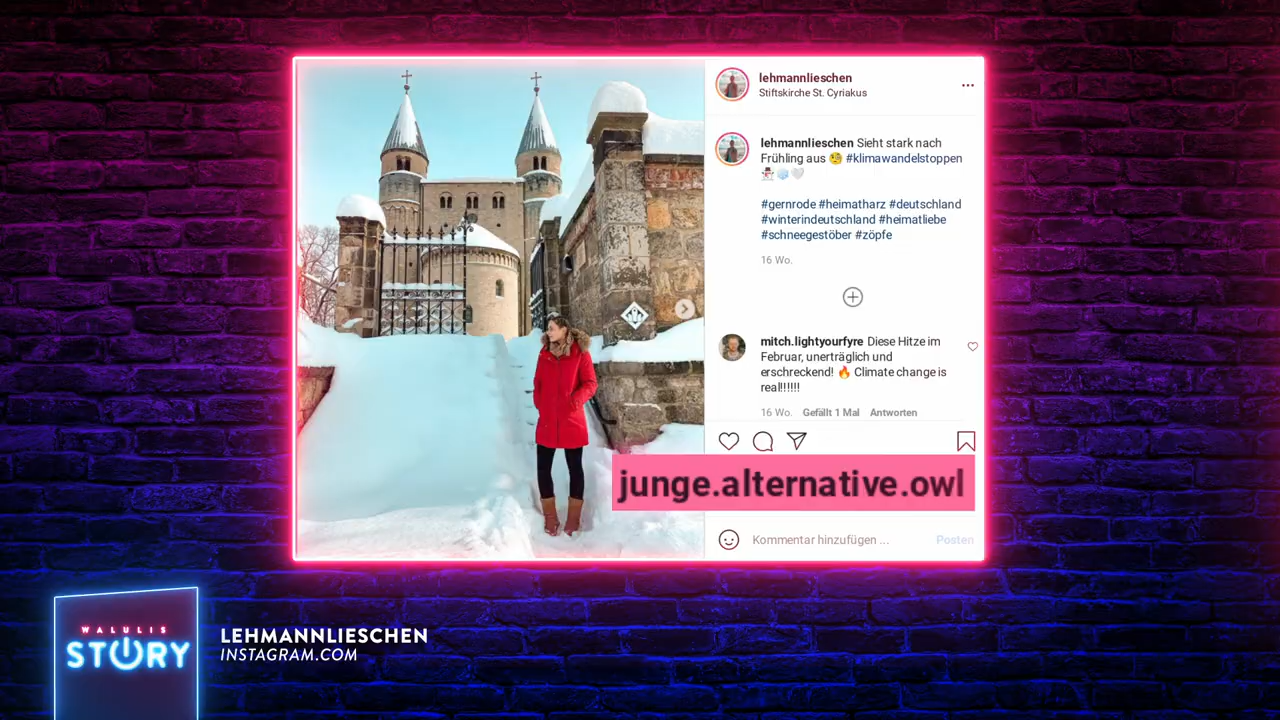 lehmannlieschen
Stiftskirche St. Cyriakus
lehmannlieschen Sieht stark nach
Frühling aus 🧐 #klimawandelstoppen
☃️❄️🤍
#gernrode #heimatharz #deutschland
#winterindeutschland #heimatliebe
#schneegestöber #zöpfe
16 Wo.
mitch.lightyourfyre Diese Hitze im
Februar, unerträglich und
erschreckend! 🔥 Climate change is
real!!!!!!
16 Wo. Gefällt 1 Mal Antworten
junge.alternative.owl
Kommentar hinzufügen ... Posten
WALULIS
STORY
LEHMANNLIESCHEN
INSTAGRAM.COM